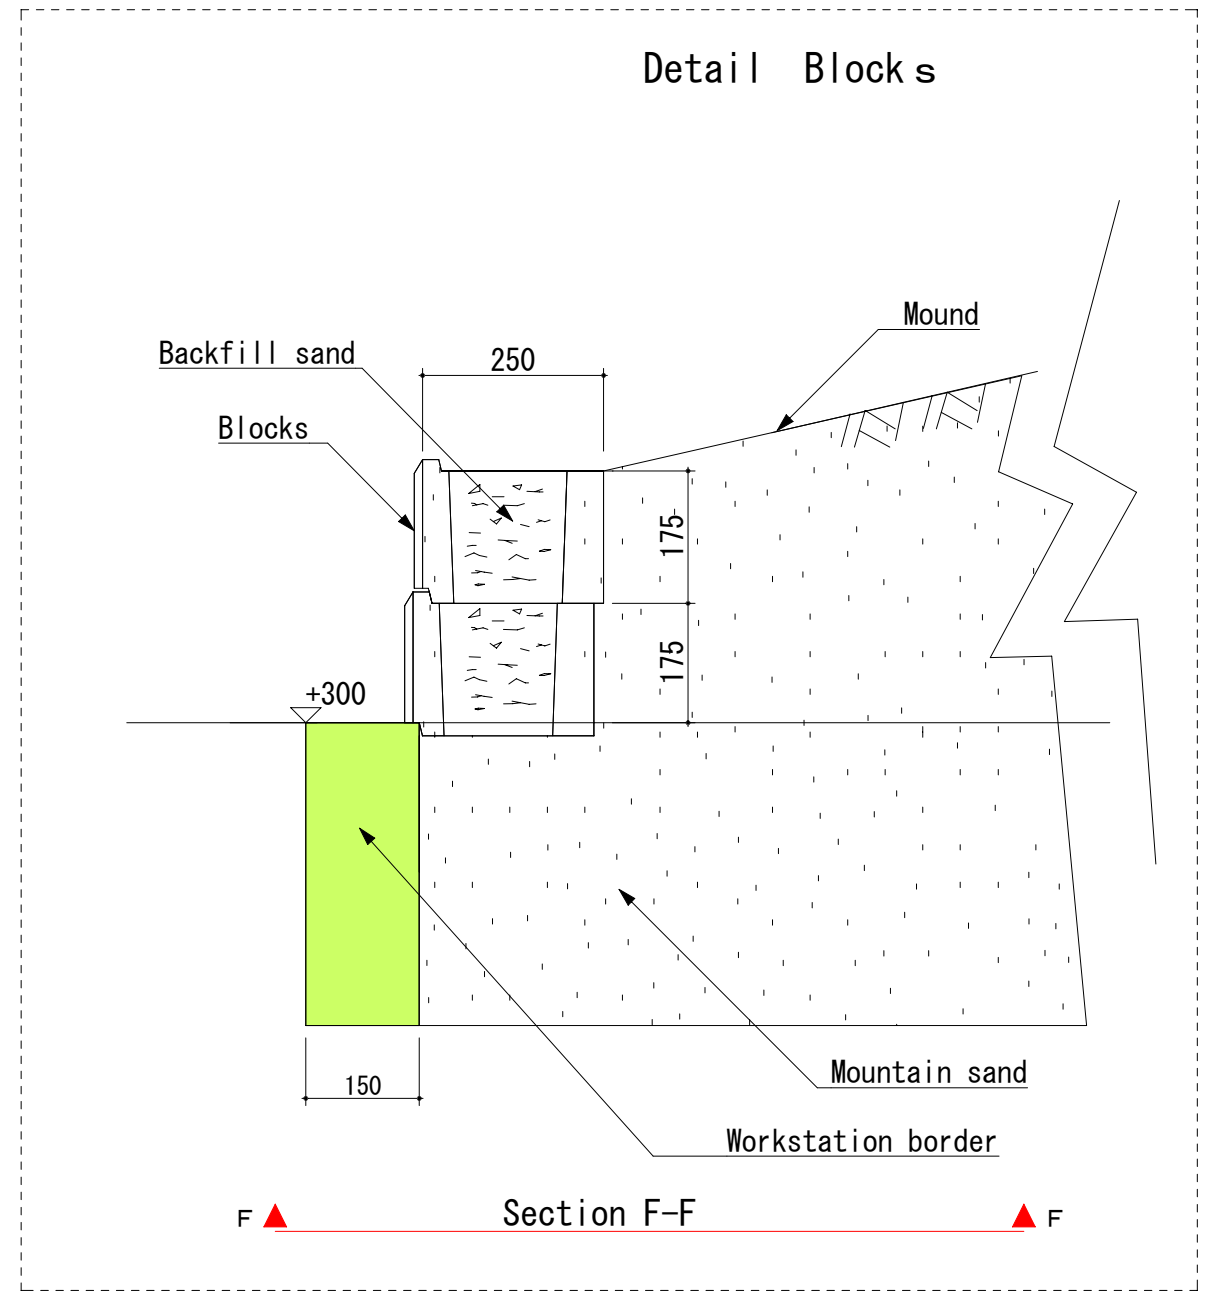 Detail Blocks
Mound
Backfill sand
250
Blocks
175
175
+300
150
Mountain sand
Workstation border
F Section F-F F